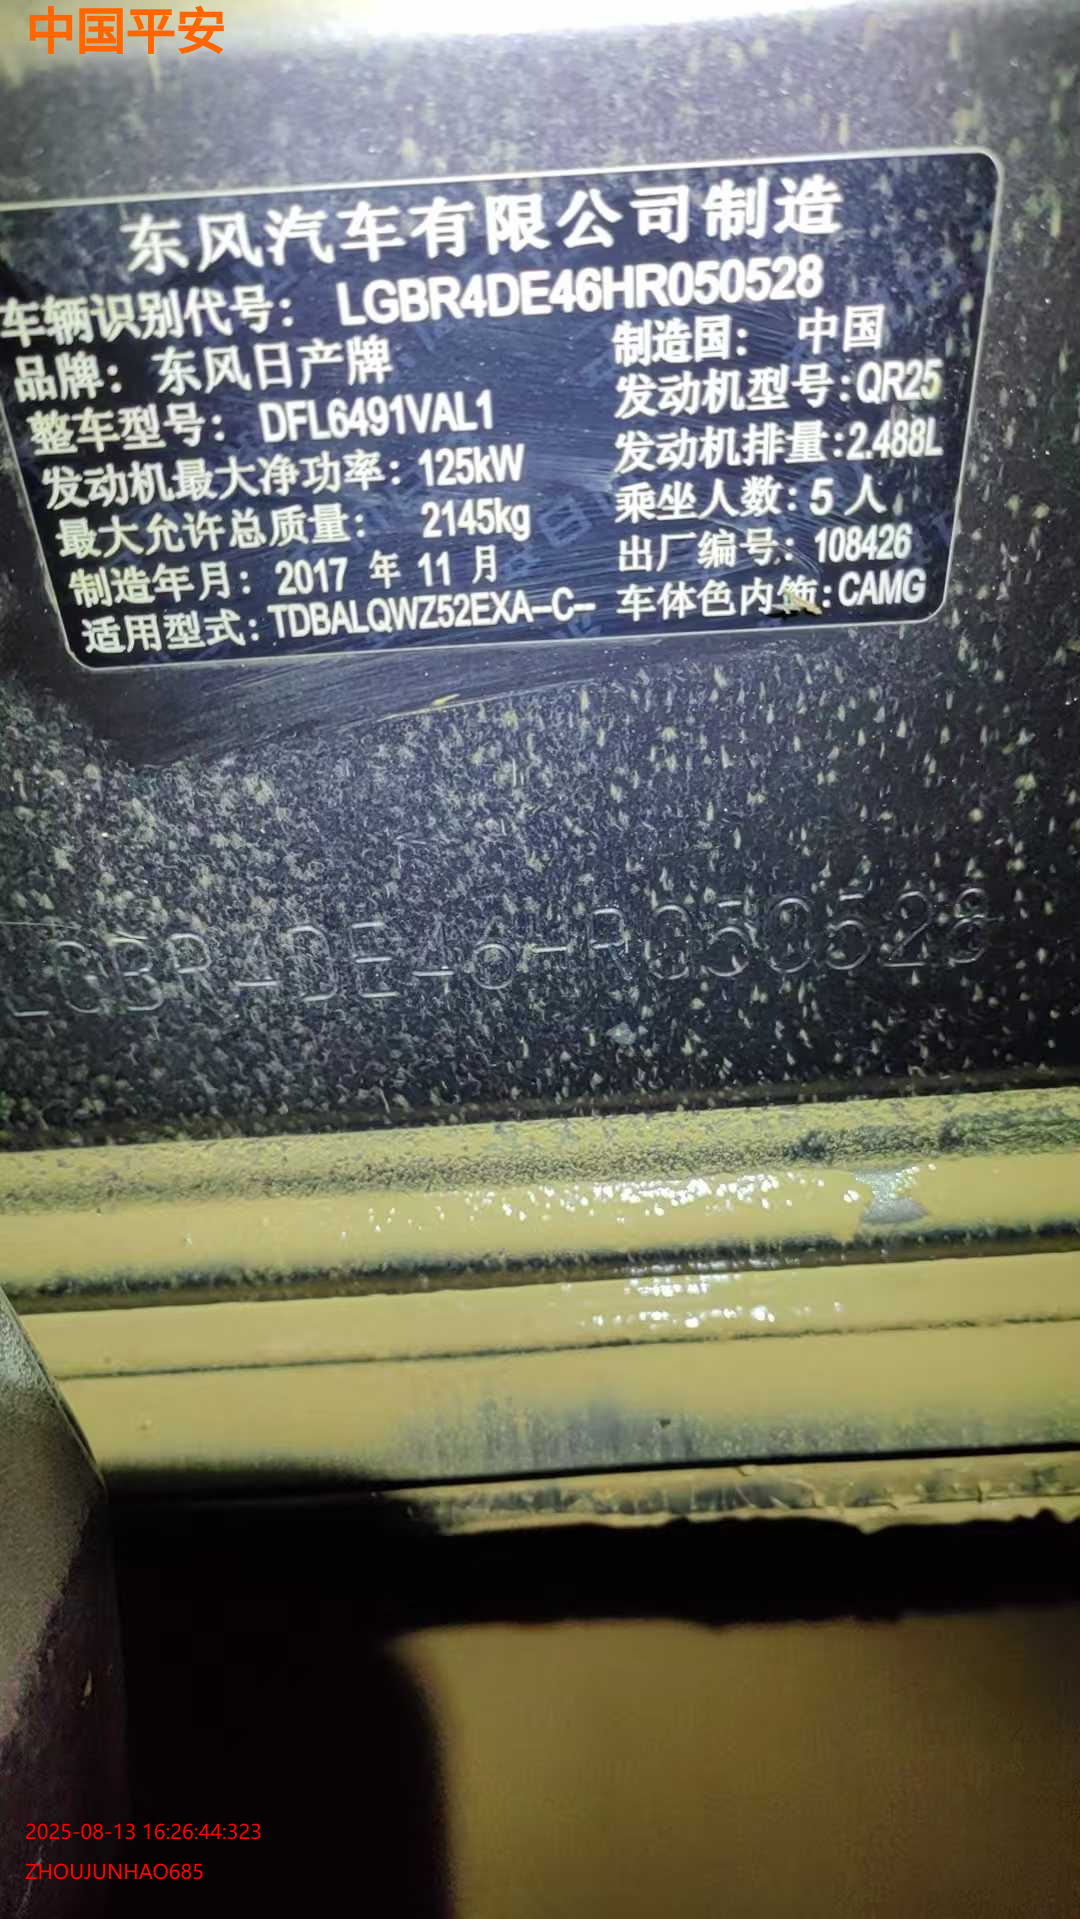 中国平安
东风汽车有限公司制造
车辆识别代号： LGBR4DE46HR050528
品牌： 东风日产牌 制造国： 中国
整车型号： DFL6491VAL1 发动机型号：QR25
发动机最大净功率：125kW 发动机排量：2.488L
最大允许总质量： 2145kg 乘坐人数：5 人
制造年月： 2017 年 11 月 出厂编号：108426
适用型式：TDBALQWZ52EXA-C- 车体色内饰：CAMG
LGBR4DE46HR050528
2025-08-13 16:26:44:323
ZHOUJUNHAO685